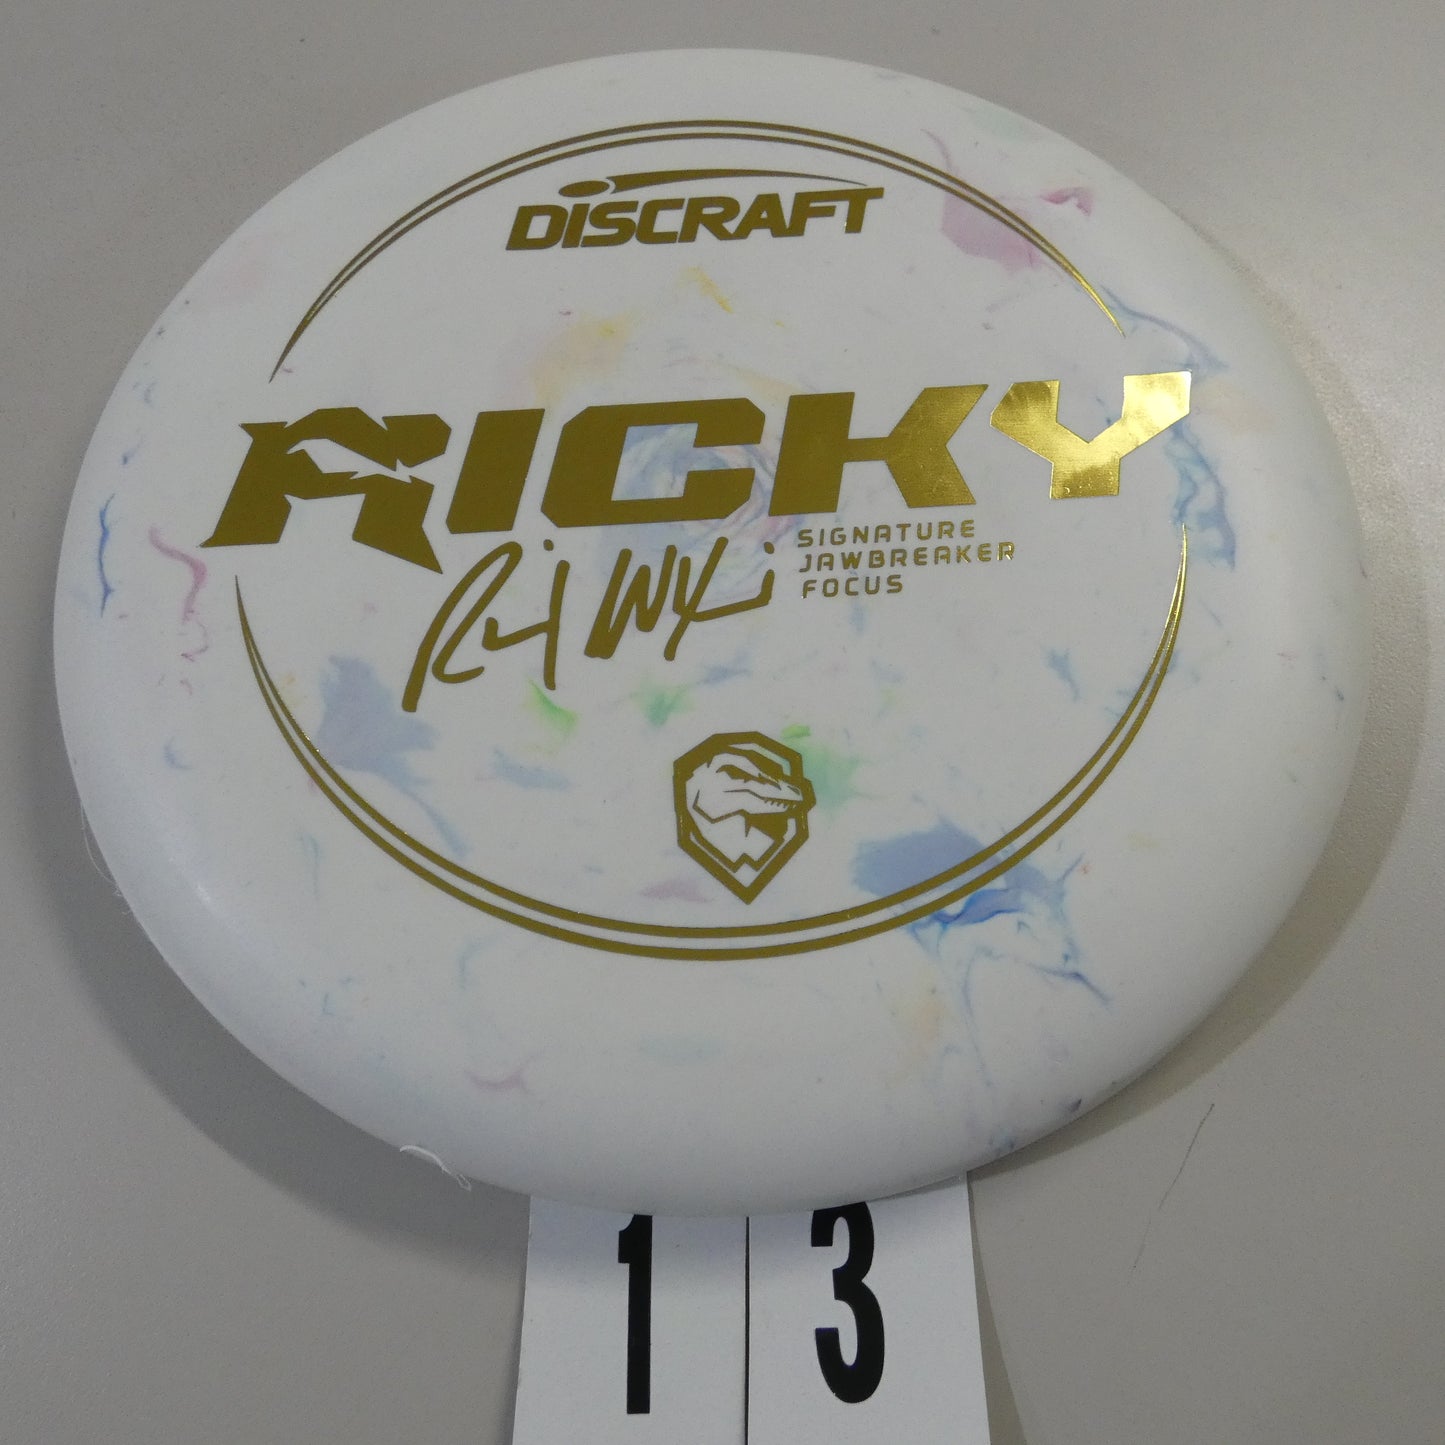 DISCRAFT
RICKY
SIGNATURE
JAWBREAKER
FOCUS
1 3